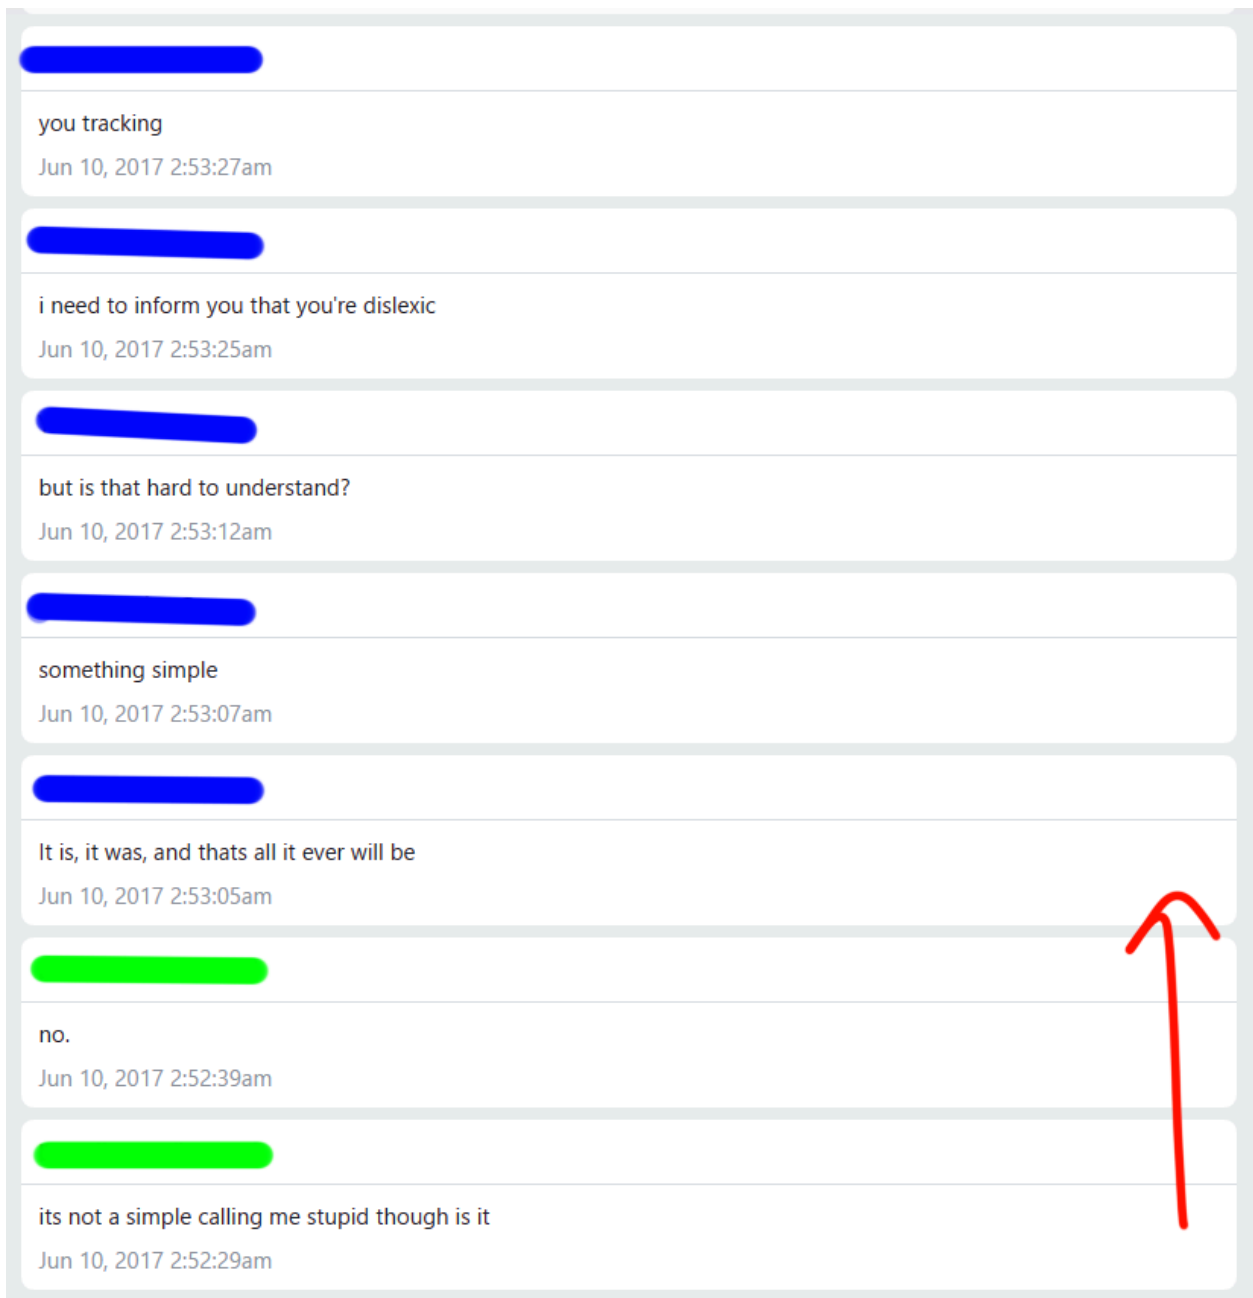 you tracking
Jun 10, 2017 2:53:27am
i need to inform you that you're dislexic
Jun 10, 2017 2:53:25am
but is that hard to understand?
Jun 10, 2017 2:53:12am
something simple
Jun 10, 2017 2:53:07am
It is, it was, and thats all it ever will be
Jun 10, 2017 2:53:05am
no.
Jun 10, 2017 2:52:39am
its not a simple calling me stupid though is it
Jun 10, 2017 2:52:29am